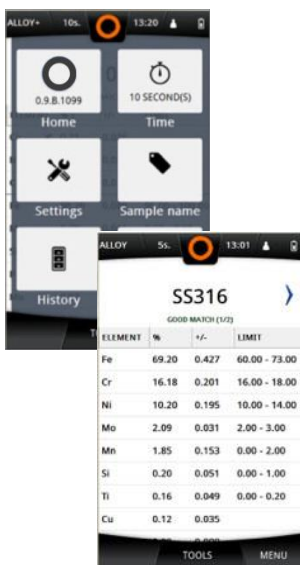 ALLOY+ 10s. 13:20
0.9.B.1099
10 SECOND(S)
Home
Time
Settings
Sample name
History
ALLOY 5s. 13:01
SS316
GOOD MATCH (1/2)
ELEMENT % +/- LIMIT
Fe 69.20 0.427 60.00 - 73.00
Cr 16.18 0.201 16.00 - 18.00
Ni 10.20 0.195 10.00 - 14.00
Mo 2.09 0.031 2.00 - 3.00
Mn 1.85 0.153 0.00 - 2.00
Si 0.20 0.051 0.00 - 1.00
Ti 0.16 0.049 0.00 - 0.20
Cu 0.12 0.035
TOOLS MENU